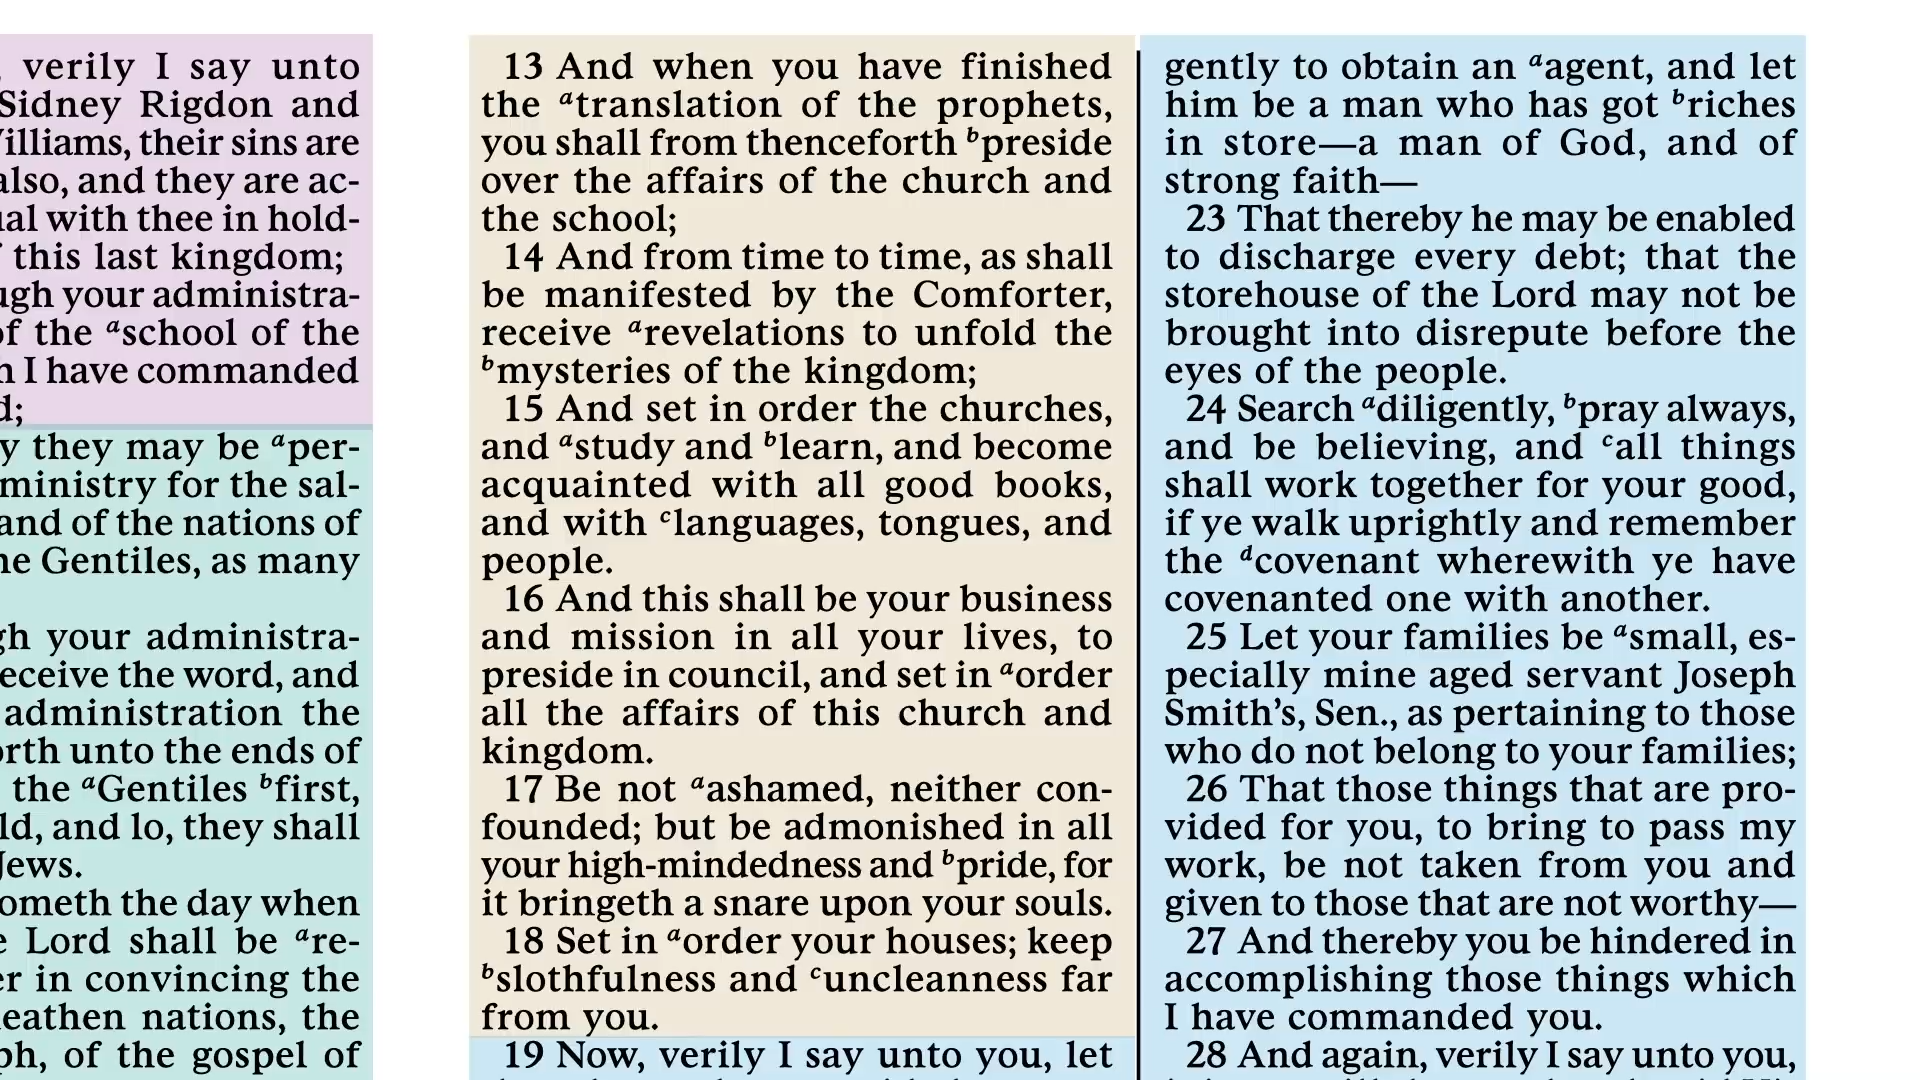 , verily I say unto
Sidney Rigdon and
illiams, their sins are
also, and they are ac-
ual with thee in hold-
this last kingdom;
ugh your administra-
of the ᵃschool of the
h I have commanded
d;
y they may be ᵃper-
ministry for the sal-
and of the nations of
he Gentiles, as many
gh your administra-
eceive the word, and
administration the
orth unto the ends of
the ᵃGentiles ᵇfirst,
ld, and lo, they shall
Jews.
ometh the day when
e Lord shall be ᵃre-
er in convincing the
eathen nations, the
ph, of the gospel of
13 And when you have finished
the ᵃtranslation of the prophets,
you shall from thenceforth ᵇpreside
over the affairs of the church and
the school;
14 And from time to time, as shall
be manifested by the Comforter,
receive ᵃrevelations to unfold the
ᵇmysteries of the kingdom;
15 And set in order the churches,
and ᵃstudy and ᵇlearn, and become
acquainted with all good books,
and with ᶜlanguages, tongues, and
people.
16 And this shall be your business
and mission in all your lives, to
preside in council, and set in ᵃorder
all the affairs of this church and
kingdom.
17 Be not ᵃashamed, neither con-
founded; but be admonished in all
your high-mindedness and ᵇpride, for
it bringeth a snare upon your souls.
18 Set in ᵃorder your houses; keep
ᵇslothfulness and ᶜuncleanness far
from you.
19 Now, verily I say unto you, let
gently to obtain an ᵃagent, and let
him be a man who has got ᵇriches
in store—a man of God, and of
strong faith—
23 That thereby he may be enabled
to discharge every debt; that the
storehouse of the Lord may not be
brought into disrepute before the
eyes of the people.
24 Search ᵃdiligently, ᵇpray always,
and be believing, and ᶜall things
shall work together for your good,
if ye walk uprightly and remember
the ᵈcovenant wherewith ye have
covenanted one with another.
25 Let your families be ᵃsmall, es-
pecially mine aged servant Joseph
Smith’s, Sen., as pertaining to those
who do not belong to your families;
26 That those things that are pro-
vided for you, to bring to pass my
work, be not taken from you and
given to those that are not worthy—
27 And thereby you be hindered in
accomplishing those things which
I have commanded you.
28 And again, verily I say unto you,